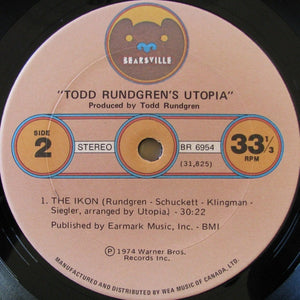 BEARSVILLE
"TODD RUNDGREN'S UTOPIA"
Produced by Todd Rundgren
SIDE
2
STEREO
BR 6954
33 1/3
RPM
(31,825)
1. THE IKON (Rundgren - Schuckett - Klingman -
Siegler, arranged by Utopia) - 30:22
Published by Earmark Music, Inc. - BMI
Ⓟ 1974 Warner Bros.
Records Inc.
MANUFACTURED AND DISTRIBUTED BY WEA MUSIC OF CANADA, LTD.